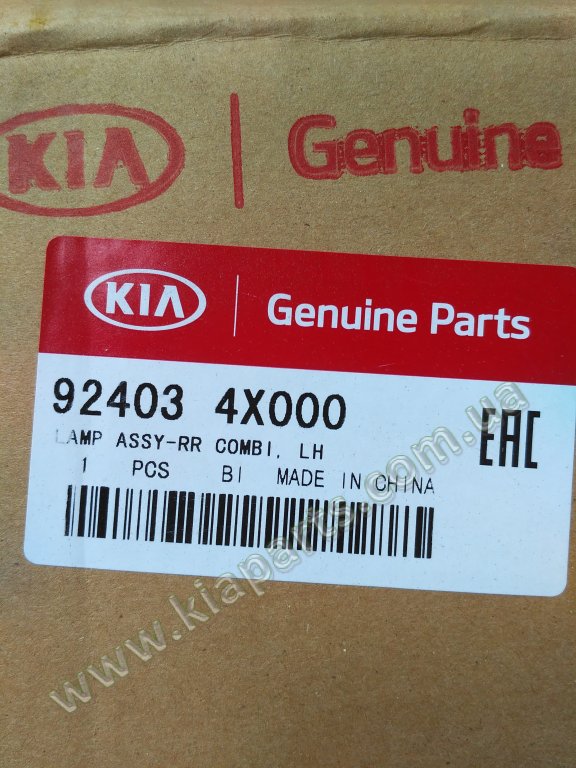 KIA Genuine
KIA Genuine Parts
92403 4X000
LAMP ASSY-RR COMBI, LH
1 PCS BI MADE IN CHINA
EAC
www.kiaparts.com.ua